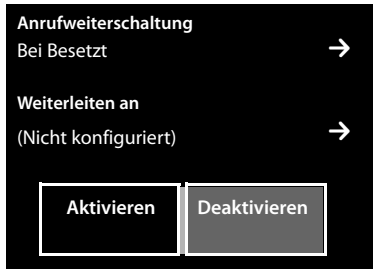 Anrufweiterschaltung
Bei Besetzt
Weiterleiten an
(Nicht konfiguriert)
Aktivieren Deaktivieren